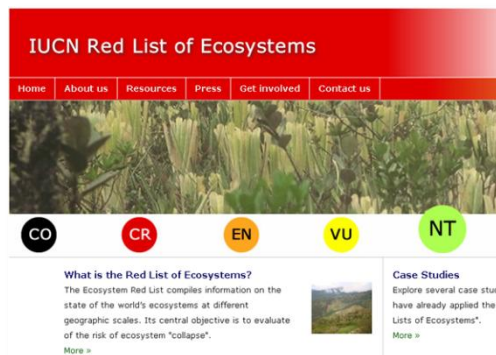 IUCN Red List of Ecosystems
Home About us Resources Press Get involved Contact us
CO CR EN VU NT
What is the Red List of Ecosystems?
The Ecosystem Red List compiles information on the
state of the world's ecosystems at different
geographic scales. Its central objective is to evaluate
of the risk of ecosystem "collapse".
More »
Case Studies
Explore several case stu
have already applied the
Lists of Ecosystems".
More »